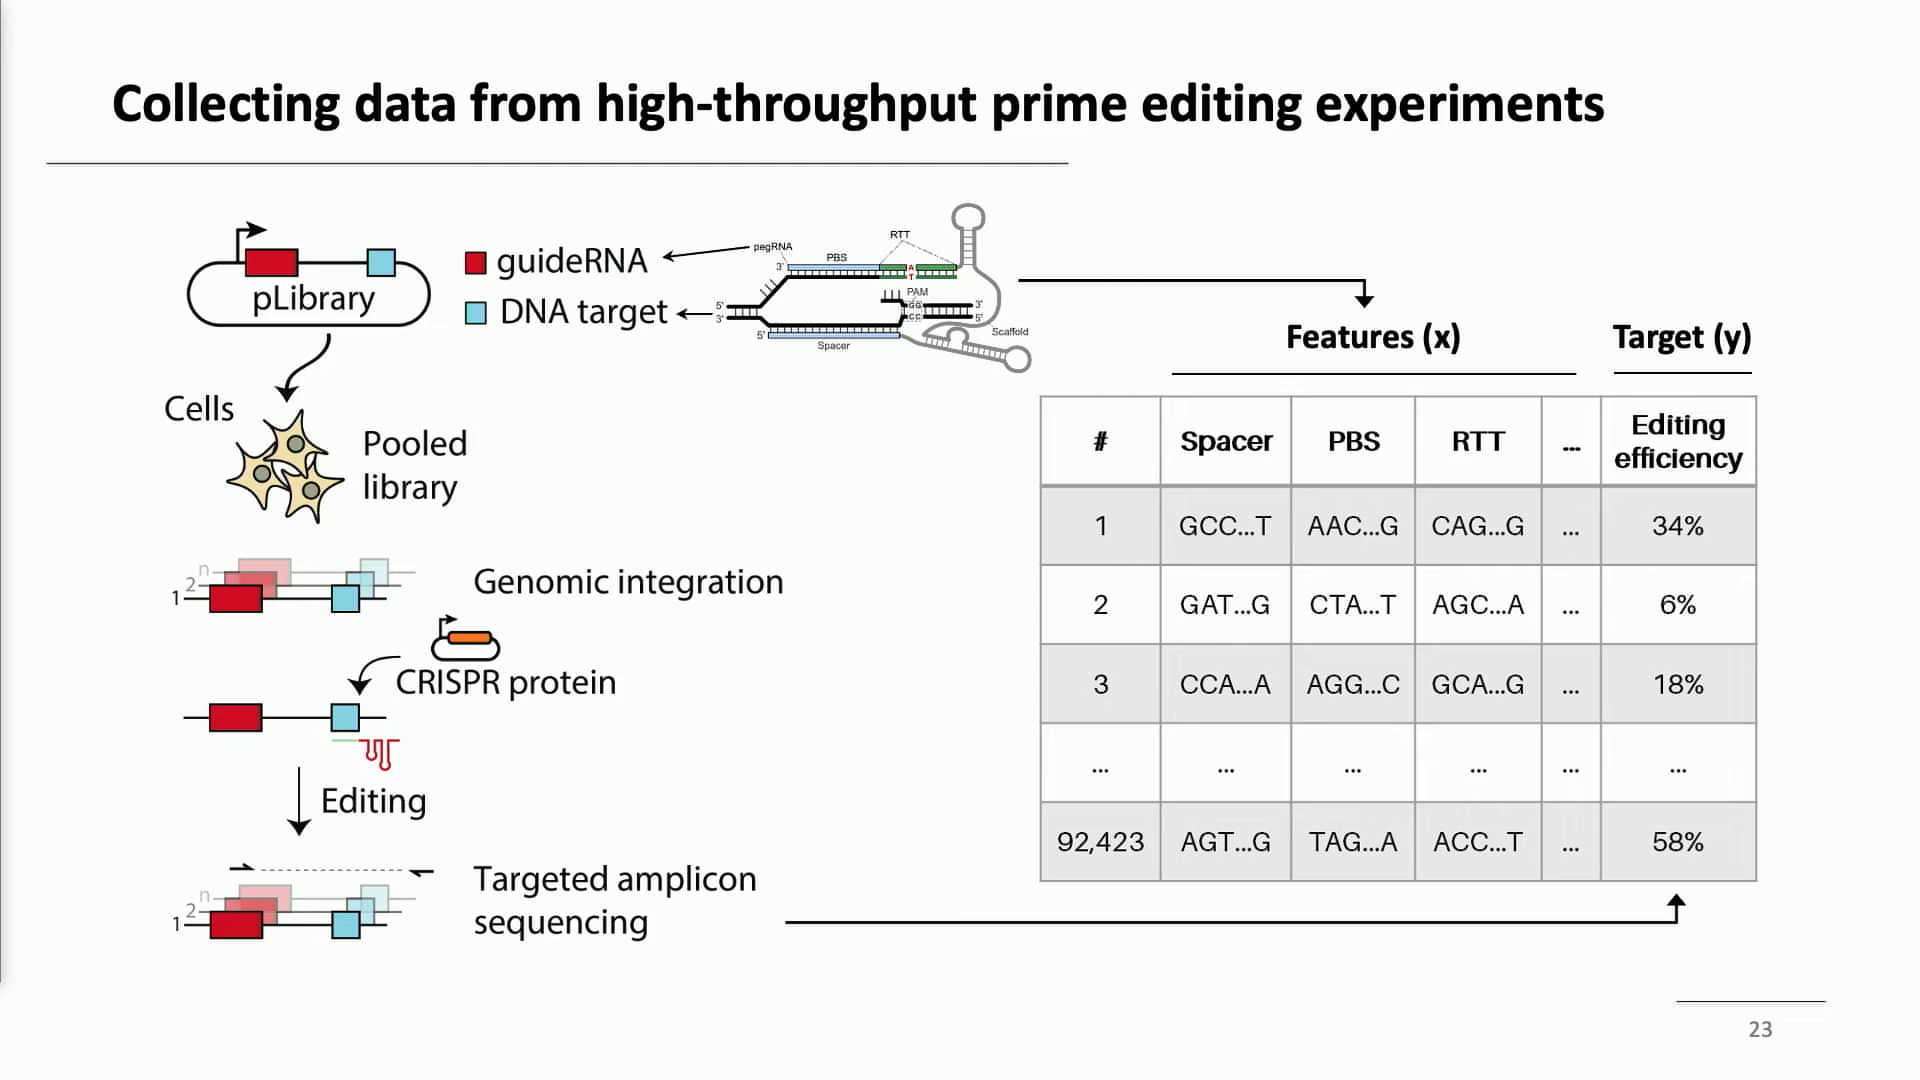 Collecting data from high-throughput prime editing experiments
pLibrary
guideRNA
DNA target
pegRNA
PBS
RTT
3'
A
T
PAM
5'
3'
GG
CC
3'
5'
5'
Spacer
Scaffold
Cells
Pooled
library
n
2
1
Genomic integration
CRISPR protein
Editing
n
2
1
Targeted amplicon
sequencing
Features (x) Target (y)
# Spacer PBS RTT ... Editing efficiency
1 GCC...T AAC...G CAG...G ... 34%
2 GAT...G CTA...T AGC...A ... 6%
3 CCA...A AGG...C GCA...G ... 18%
... ... ... ... ... ...
92,423 AGT...G TAG...A ACC...T ... 58%
23